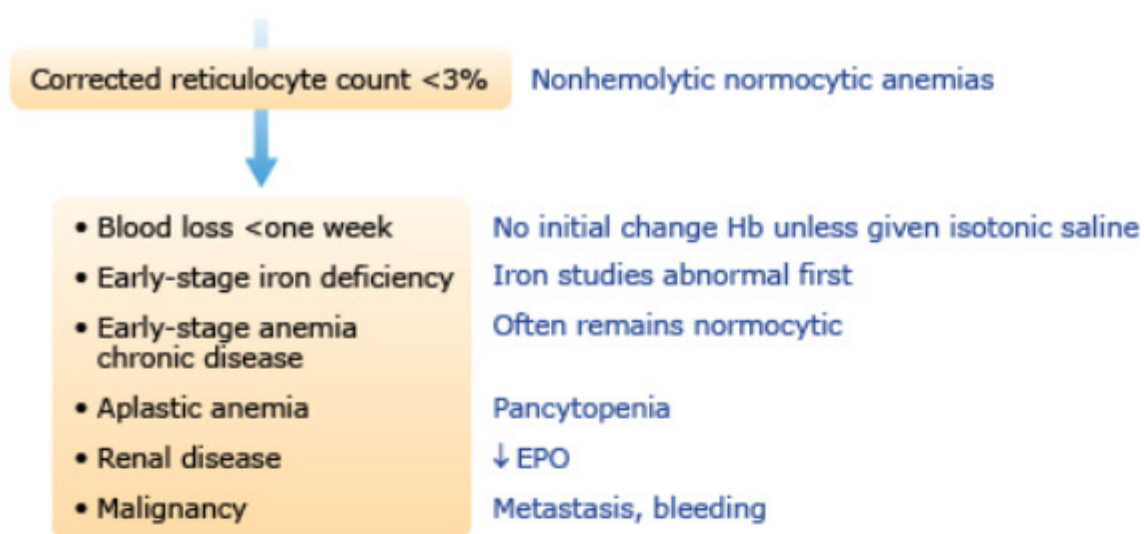 Corrected reticulocyte count <3% Nonhemolytic normocytic anemias
• Blood loss <one week No initial change Hb unless given isotonic saline
• Early-stage iron deficiency Iron studies abnormal first
• Early-stage anemia Often remains normocytic
chronic disease
• Aplastic anemia Pancytopenia
• Renal disease ↓ EPO
• Malignancy Metastasis, bleeding